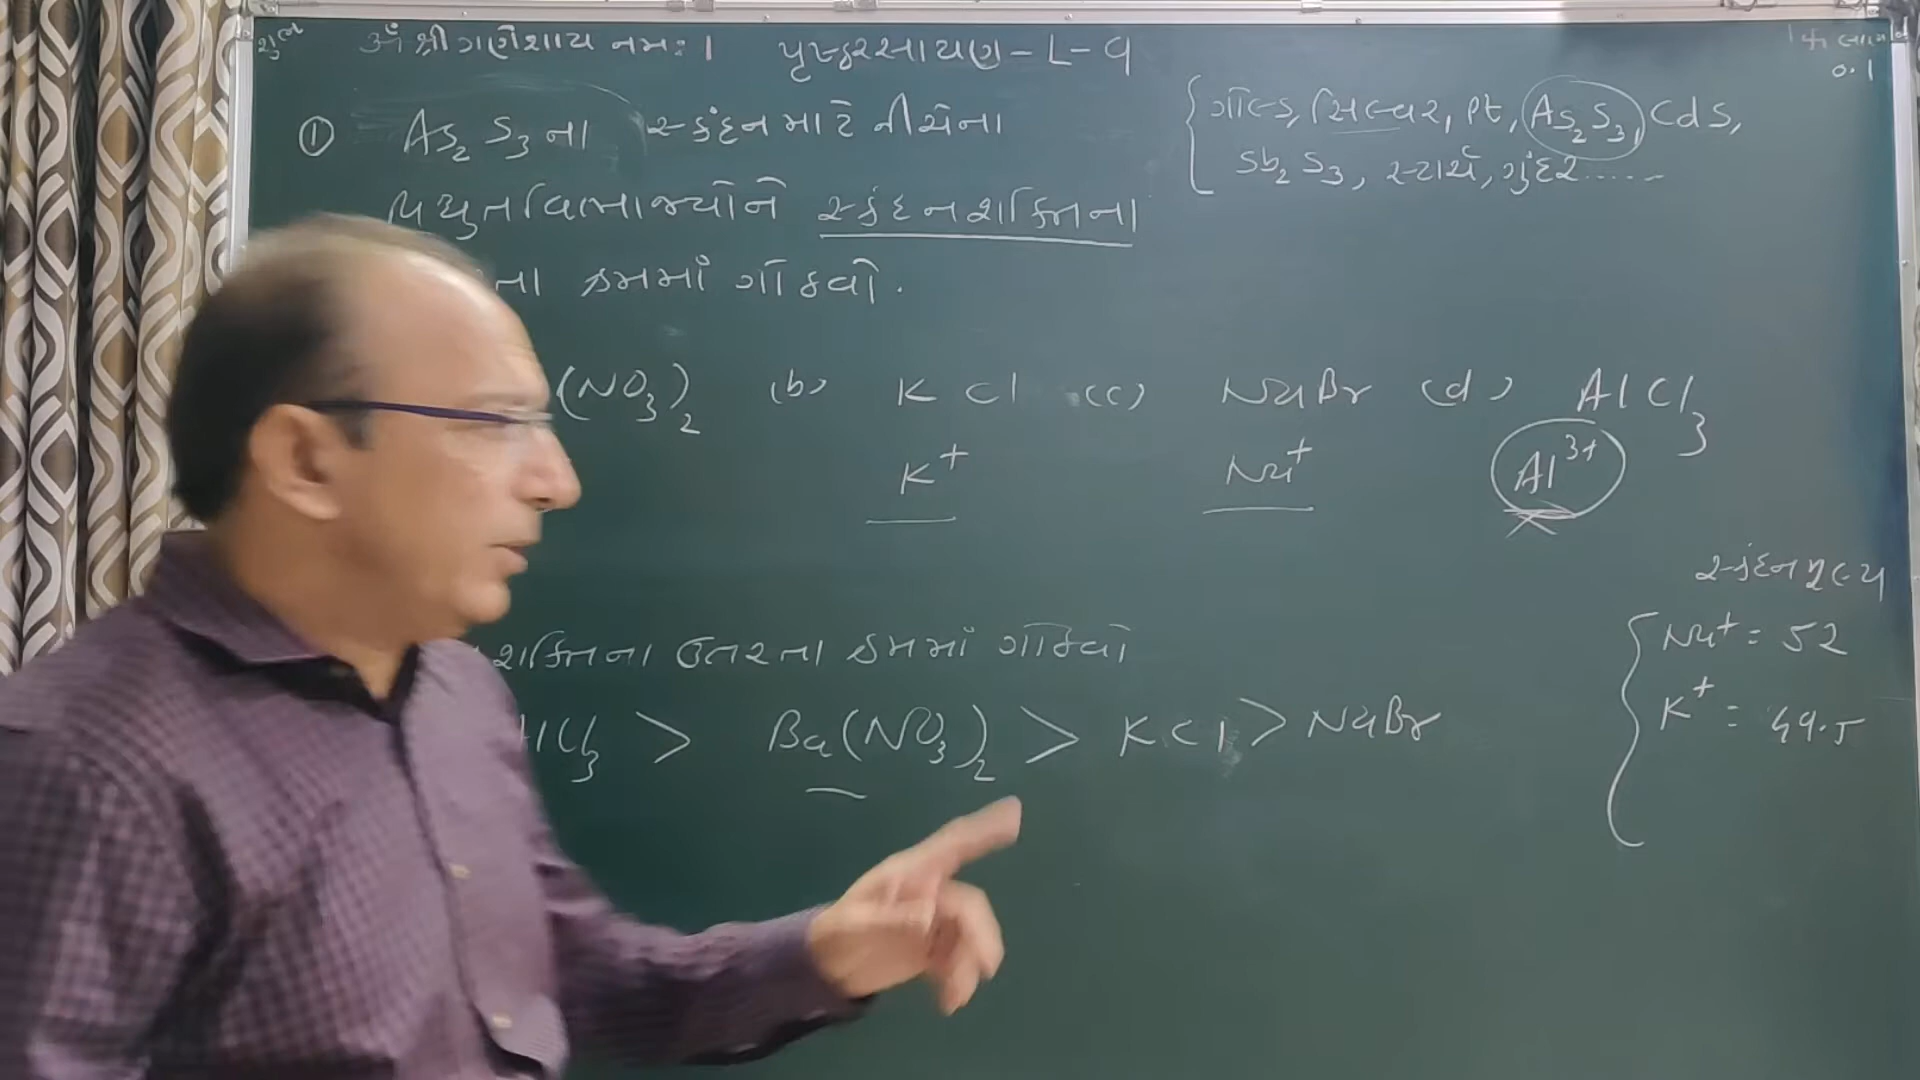 શુભ
ૐ શ્રી ગણેશાય નમઃ । પૃષ્ઠરસાયણ - L - ૧
{ ગોલ્ડ, સિલ્વર, Pt, As₂S₃, CdS,
Sb₂S₃, સ્ટાર્ચ, ગુંદર......
① As₂S₃ ના સ્કંદન માટે નીચેના
વિદ્યુતવિભાજ્યોને સ્કંદનશક્તિના
ના ક્રમમાં ગોઠવો.
(NO₃)₂ (b) KCl (c) NaBr (d) AlCl₃
K⁺ Na⁺ Al³⁺
સ્કંદનમૂલ્ય
શક્તિના ઉતરતા ક્રમમાં ગોઠવો
{ Na⁺ = 52
AlCl₃ > Ba(NO₃)₂ > KCl > NaBr
K⁺ = 49.5